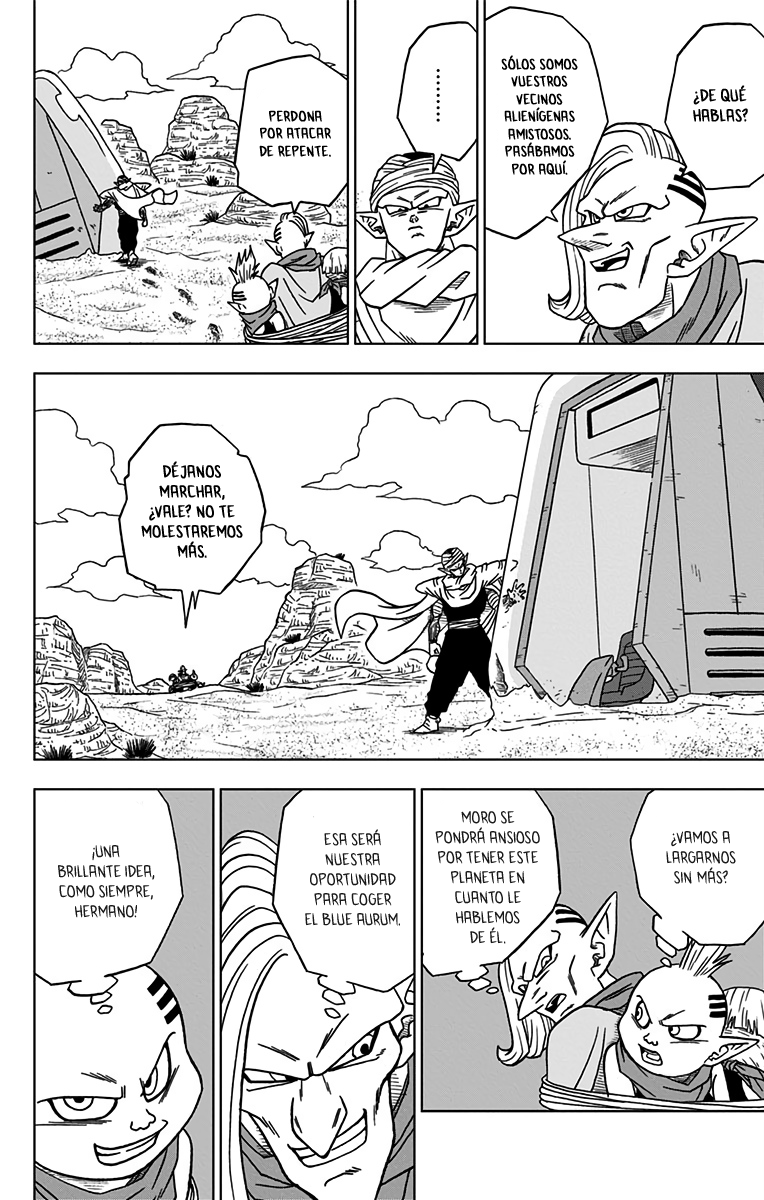 ¿DE QUÉ
HABLAS?
SÓLOS SOMOS
VUESTROS
VECINOS
ALIENÍGENAS
AMISTOSOS.
PASÁBAMOS
POR AQUÍ.
........
PERDONA
POR ATACAR
DE REPENTE.
DÉJANOS
MARCHAR,
¿VALE? NO TE
MOLESTAREMOS
MÁS.
¿VAMOS A
LARGARNOS
SIN MÁS?
MORO SE
PONDRÁ ANSIOSO
POR TENER ESTE
PLANETA EN
CUANTO LE
HABLEMOS
DE ÉL.
ESA SERÁ
NUESTRA
OPORTUNIDAD
PARA COGER
EL BLUE AURUM.
¡UNA
BRILLANTE IDEA,
COMO SIEMPRE,
HERMANO!